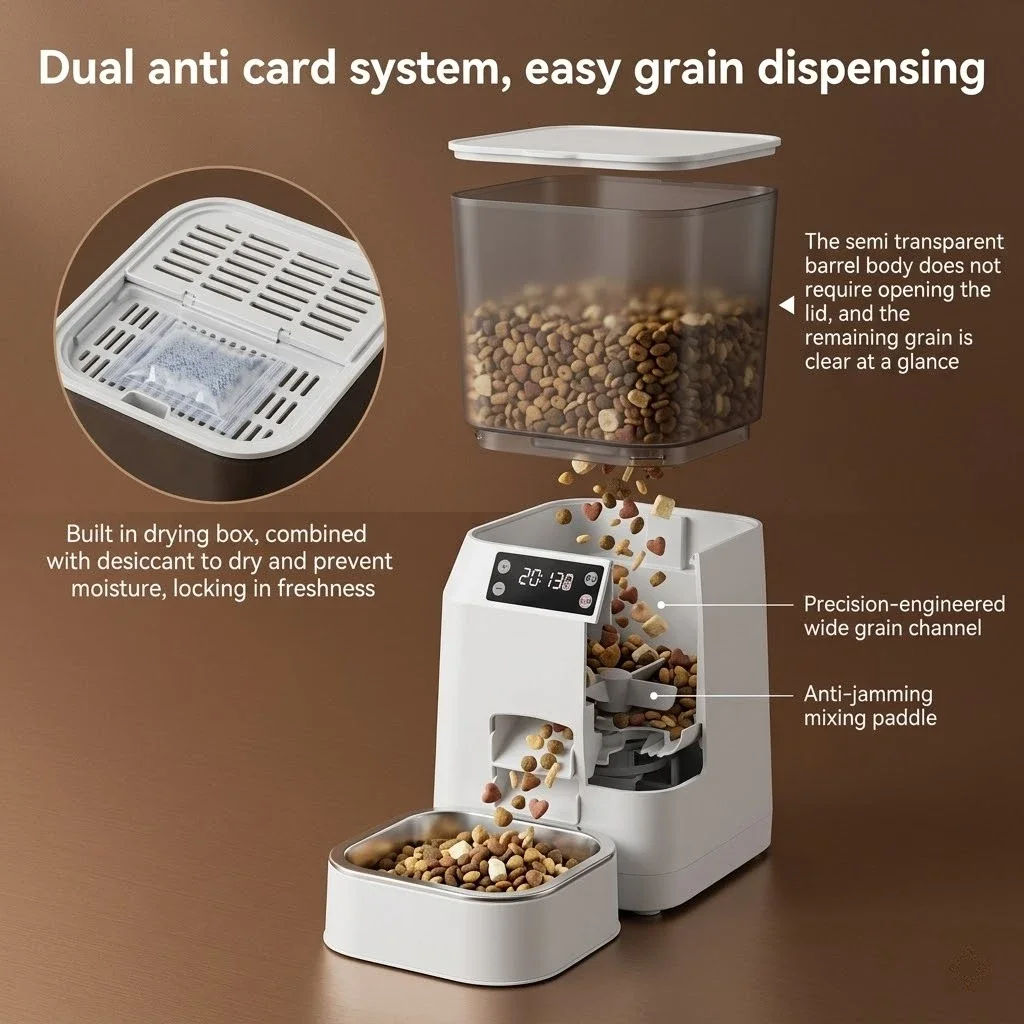 Dual anti card system, easy grain dispensing
The semi transparent
barrel body does not
require opening the
lid, and the
remaining grain is
clear at a glance
Built in drying box, combined
with desiccant to dry and prevent
moisture, locking in freshness
20:13
Precision-engineered
wide grain channel
Anti-jamming
mixing paddle